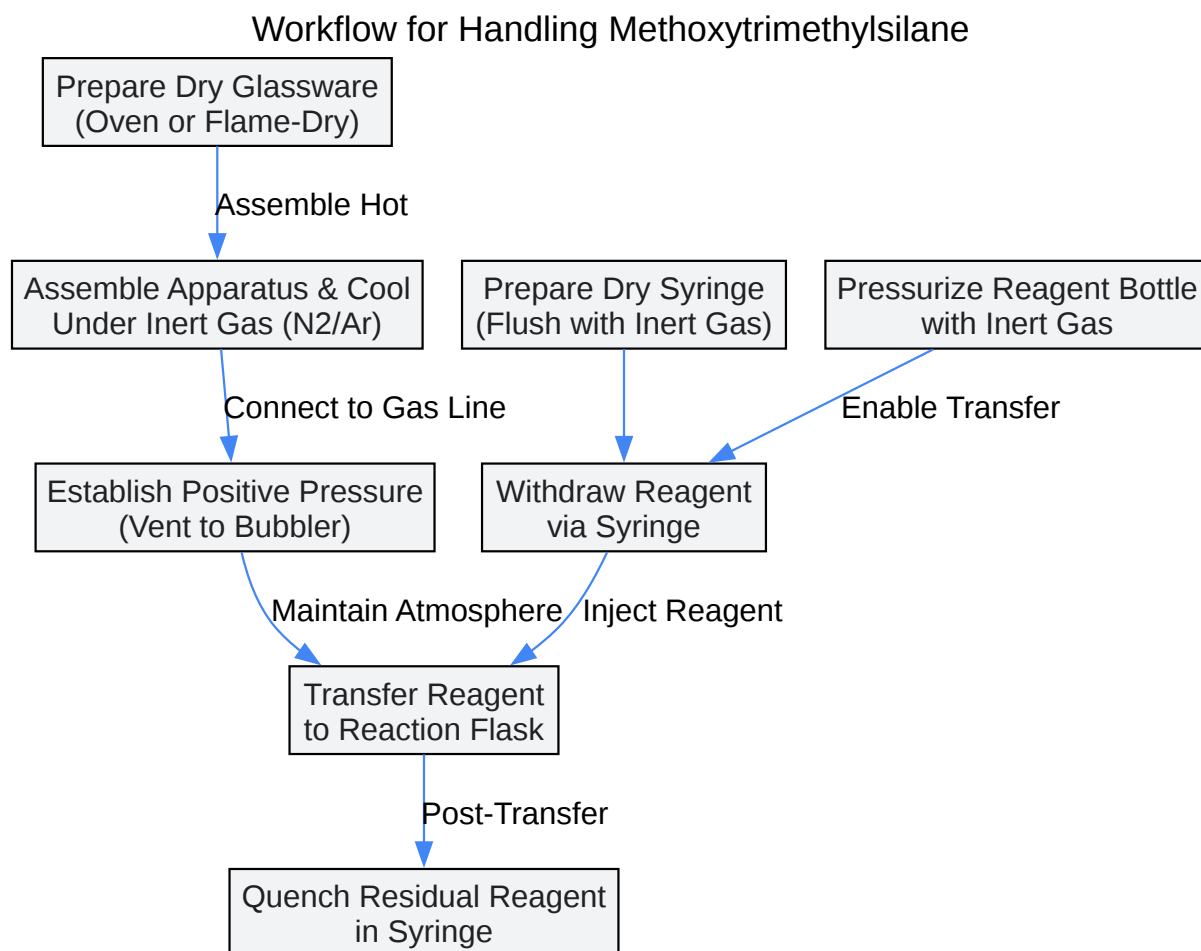 Workflow for Handling Methoxytrimethylsilane
Prepare Dry Glassware
(Oven or Flame-Dry)
Assemble Hot
Assemble Apparatus & Cool
Under Inert Gas (N2/Ar)
Prepare Dry Syringe
(Flush with Inert Gas)
Pressurize Reagent Bottle
with Inert Gas
Connect to Gas Line
Enable Transfer
Establish Positive Pressure
(Vent to Bubbler)
Withdraw Reagent
via Syringe
Maintain Atmosphere
Inject Reagent
Transfer Reagent
to Reaction Flask
Post-Transfer
Quench Residual Reagent
in Syringe